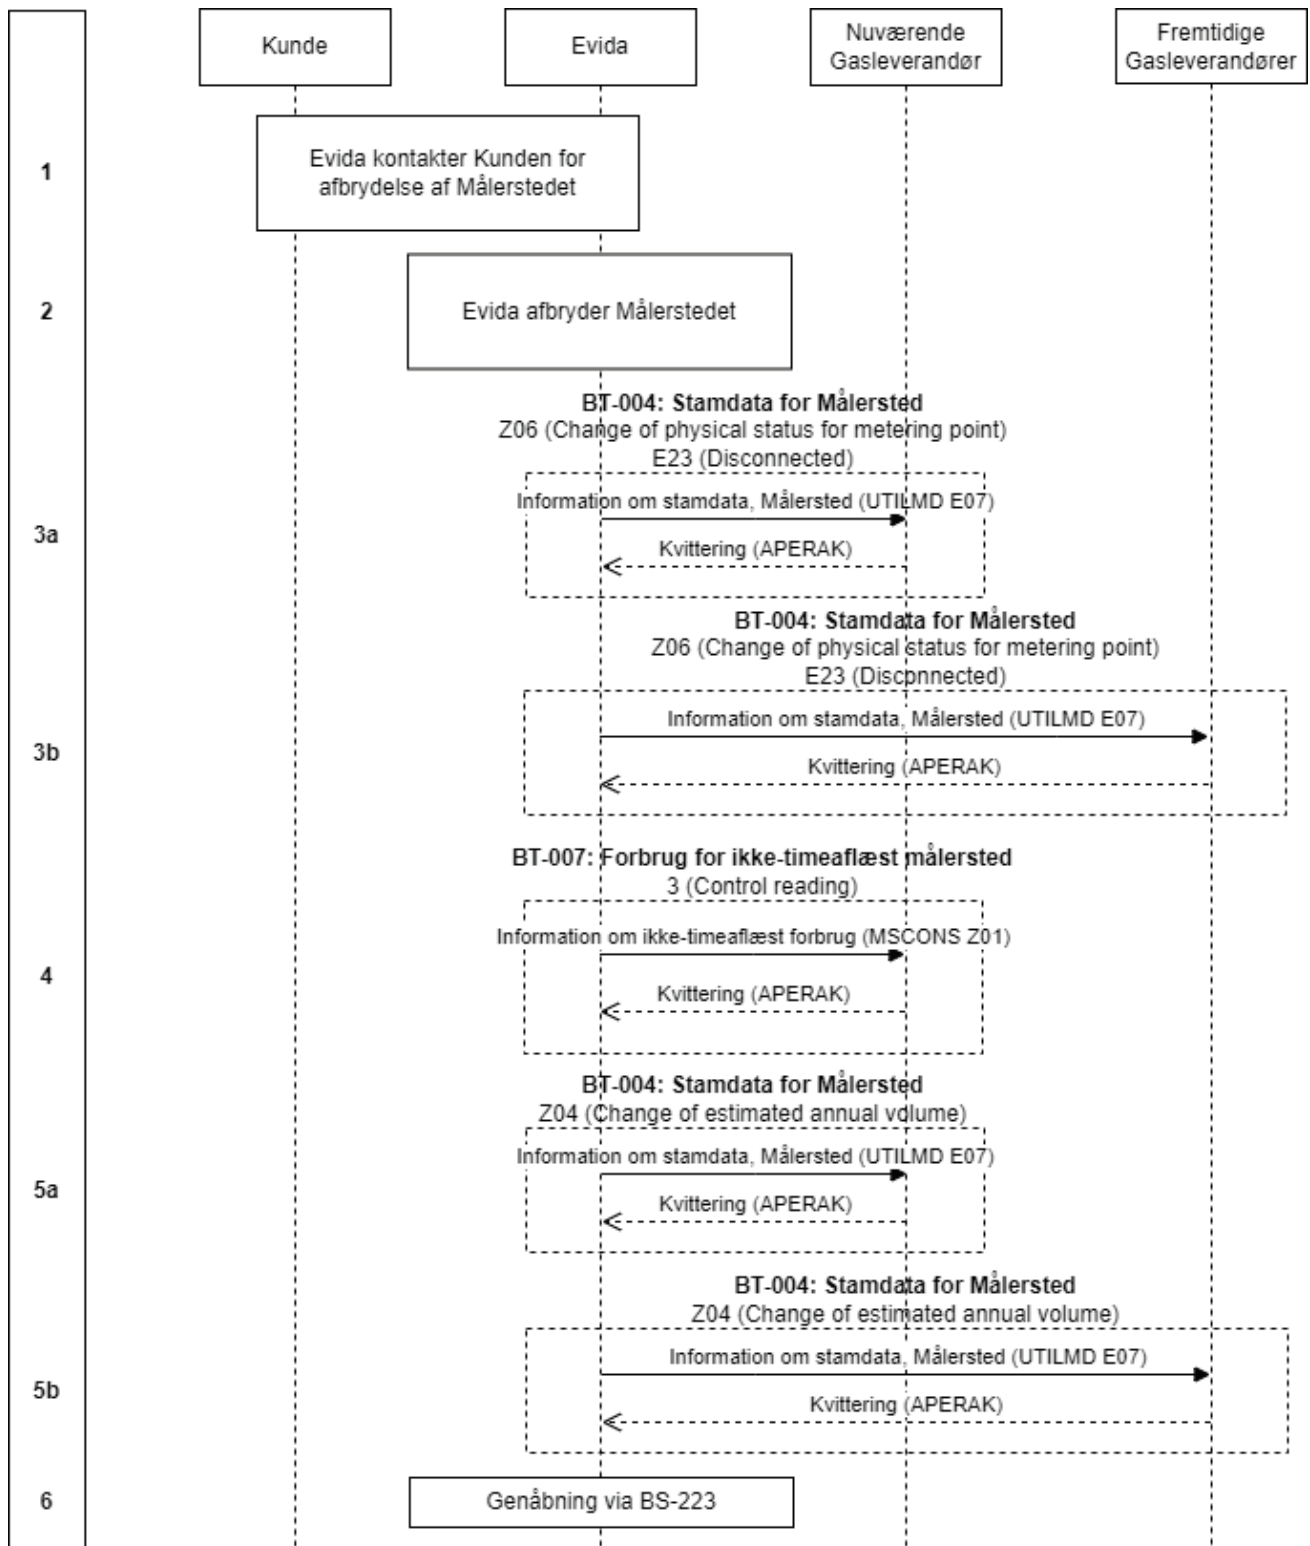 Kunde
Evida
Nuværende
Gasleverandør
Fremtidige
Gasleverandører
1
Evida kontakter Kunden for
afbrydelse af Målerstedet
2
Evida afbryder Målerstedet
3a
BT-004: Stamdata for Målersted
Z06 (Change of physical status for metering point)
E23 (Disconnected)
Information om stamdata, Målersted (UTILMD E07)
Kvittering (APERAK)
3b
BT-004: Stamdata for Målersted
Z06 (Change of physical status for metering point)
E23 (Disconnected)
Information om stamdata, Målersted (UTILMD E07)
Kvittering (APERAK)
4
BT-007: Forbrug for ikke-timeaflæst målersted
3 (Control reading)
Information om ikke-timeaflæst forbrug (MSCONS Z01)
Kvittering (APERAK)
5a
BT-004: Stamdata for Målersted
Z04 (Change of estimated annual volume)
Information om stamdata, Målersted (UTILMD E07)
Kvittering (APERAK)
5b
BT-004: Stamdata for Målersted
Z04 (Change of estimated annual volume)
Information om stamdata, Målersted (UTILMD E07)
Kvittering (APERAK)
6
Genåbning via BS-223